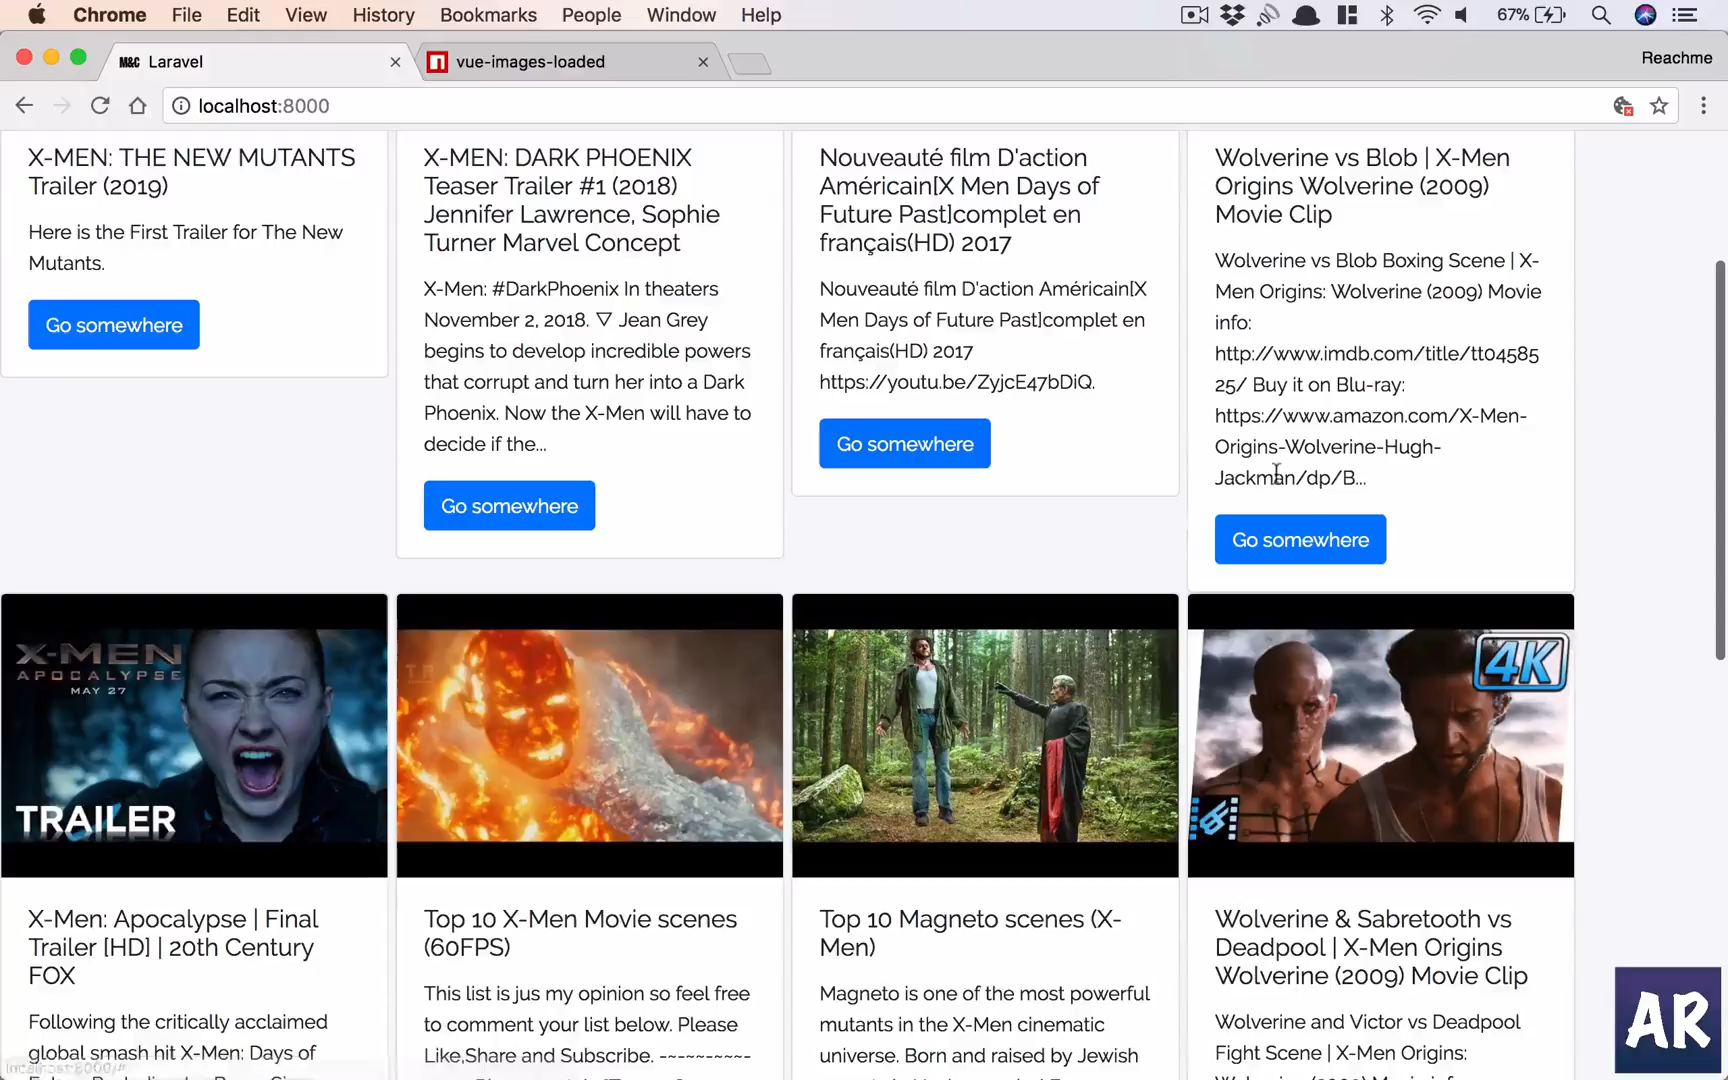 Chrome File Edit View History Bookmarks People Window Help 67%
M&C Laravel vue-images-loaded Reachme
localhost:8000
X-MEN: THE NEW MUTANTS
Trailer (2019)
Here is the First Trailer for The New
Mutants.
Go somewhere
X-MEN: DARK PHOENIX
Teaser Trailer #1 (2018)
Jennifer Lawrence, Sophie
Turner Marvel Concept
X-Men: #DarkPhoenix In theaters
November 2, 2018. ▽ Jean Grey
begins to develop incredible powers
that corrupt and turn her into a Dark
Phoenix. Now the X-Men will have to
decide if the...
Go somewhere
Nouveauté film D'action
Américain[X Men Days of
Future Past]complet en
français(HD) 2017
Nouveauté film D'action Américain[X
Men Days of Future Past]complet en
français(HD) 2017
https://youtu.be/ZyjcE47bDiQ.
Go somewhere
Wolverine vs Blob | X-Men
Origins Wolverine (2009)
Movie Clip
Wolverine vs Blob Boxing Scene | X-
Men Origins: Wolverine (2009) Movie
info:
http://www.imdb.com/title/tt04585
25/ Buy it on Blu-ray:
https://www.amazon.com/X-Men-
Origins-Wolverine-Hugh-
Jackman/dp/B...
Go somewhere
X-MEN
APOCALYPSE
MAY 27
TRAILER
X-Men: Apocalypse | Final
Trailer [HD] | 20th Century
FOX
Following the critically acclaimed
global smash hit X-Men: Days of
Top 10 X-Men Movie scenes
(60FPS)
This list is jus my opinion so feel free
to comment your list below. Please
Like,Share and Subscribe. ~~~~~~~~~~
Top 10 Magneto scenes (X-
Men)
Magneto is one of the most powerful
mutants in the X-Men cinematic
universe. Born and raised by Jewish
4K
Wolverine & Sabretooth vs
Deadpool | X-Men Origins
Wolverine (2009) Movie Clip
Wolverine and Victor vs Deadpool
Fight Scene | X-Men Origins:
localhost:8000/#
AR